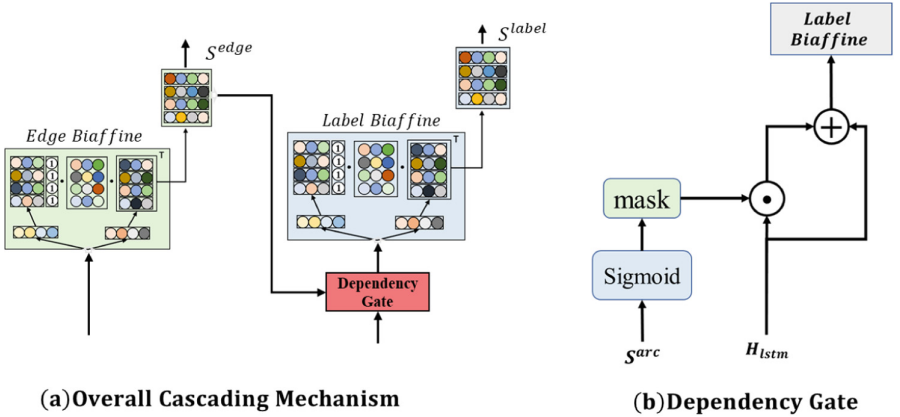 S^edge
S^label
Edge Biaffine
Label Biaffine
1
1
1
1
T
1
1
1
1
T
Dependency
Gate
(a)Overall Cascading Mechanism
Label
Biaffine
mask
Sigmoid
S^arc
H_lstm
(b)Dependency Gate